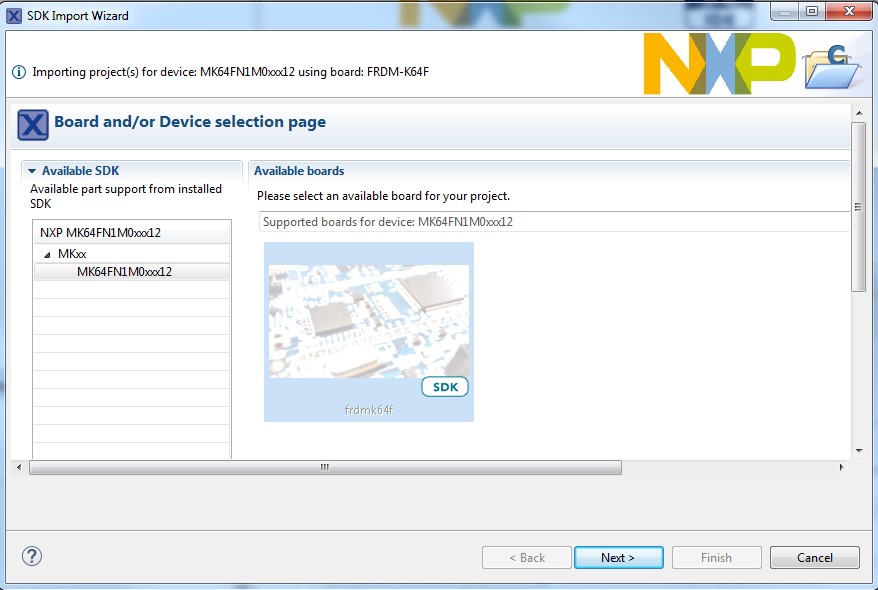 SDK Import Wizard
Importing project(s) for device: MK64FN1M0xxx12 using board: FRDM-K64F
NXP
C
Board and/or Device selection page
Available SDK
Available part support from installed
SDK
NXP MK64FN1M0xxx12
MKxx
MK64FN1M0xxx12
Available boards
Please select an available board for your project.
Supported boards for device: MK64FN1M0xxx12
SDK
frdmk64f
< Back
Next >
Finish
Cancel